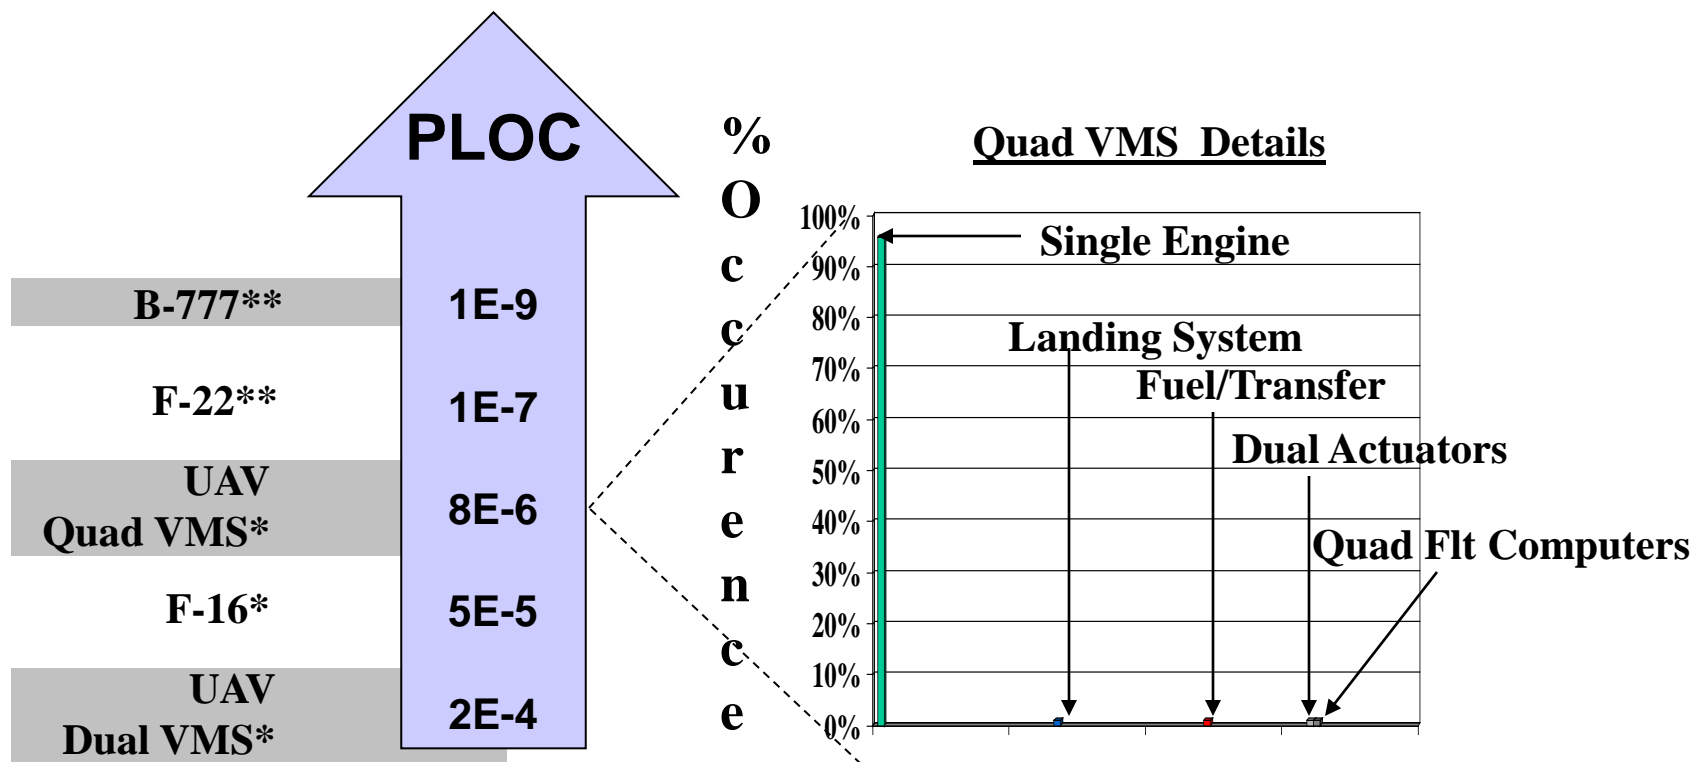 PLOC
B-777** 1E-9
F-22** 1E-7
UAV
Quad VMS* 8E-6
F-16* 5E-5
UAV
Dual VMS* 2E-4
%
O
c
c
u
r
e
n
c
e
Quad VMS Details
100%
90%
80%
70%
60%
50%
40%
30%
20%
10%
0%
Single Engine
Landing System
Fuel/Transfer
Dual Actuators
Quad Flt Computers